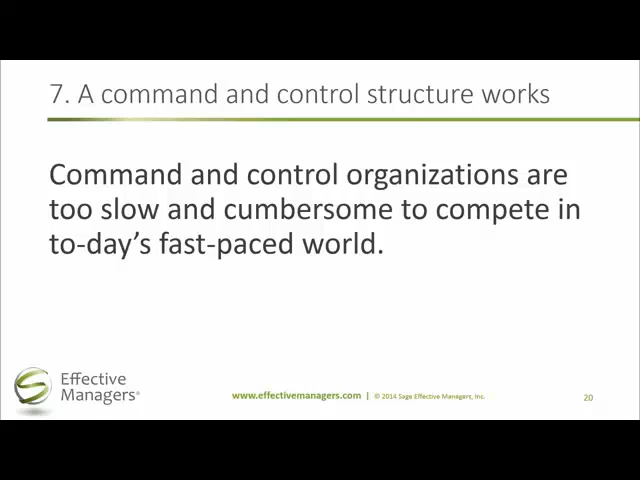 7. A command and control structure works
Command and control organizations are
too slow and cumbersome to compete in
to-day’s fast-paced world.
Effective
Managers®
www.effectivemanagers.com | © 2014 Sage Effective Managers, Inc.
20